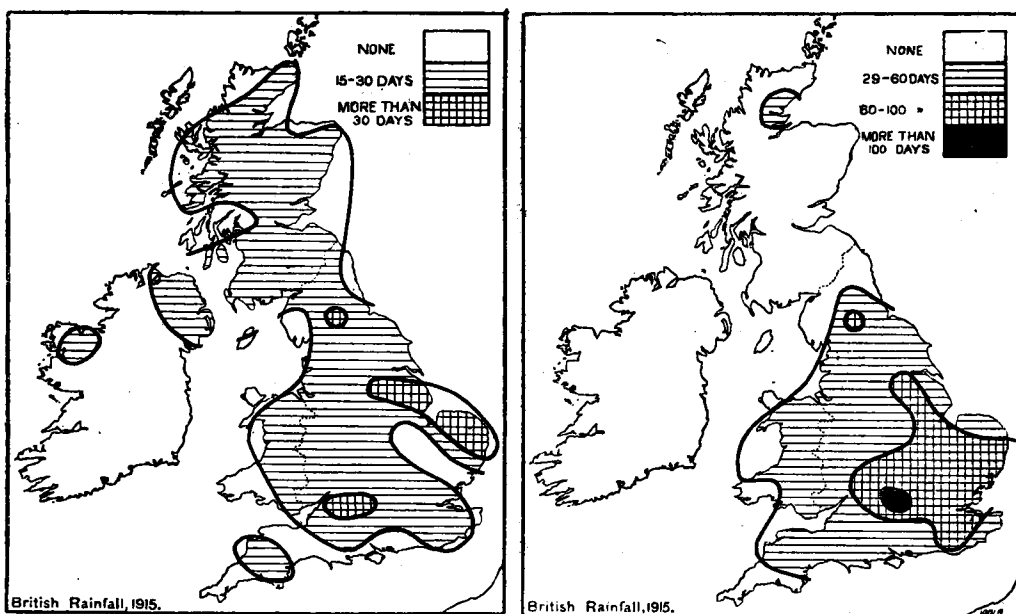 NONE
15-30 DAYS
MORE THAN
30 DAYS
British Rainfall, 1915.
NONE
29-60 DAYS
60-100 "
MORE THAN
100 DAYS
British Rainfall, 1915.